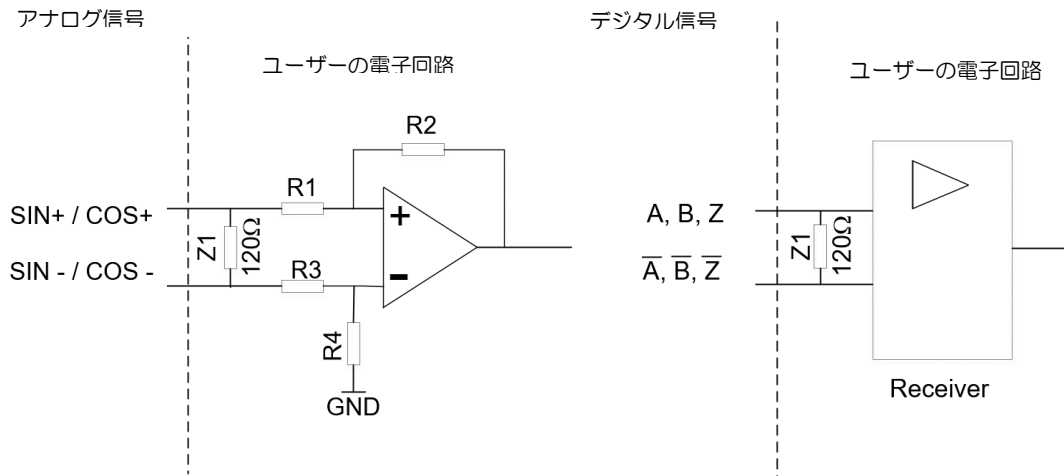 アナログ信号
ユーザーの電子回路
R2
R1
+
SIN+ / COS+
Z1
120Ω
SIN - / COS -
R3
-
R4
GND
デジタル信号
ユーザーの電子回路
A, B, Z
Z1
120Ω
A̅, B̅, Z̅
Receiver